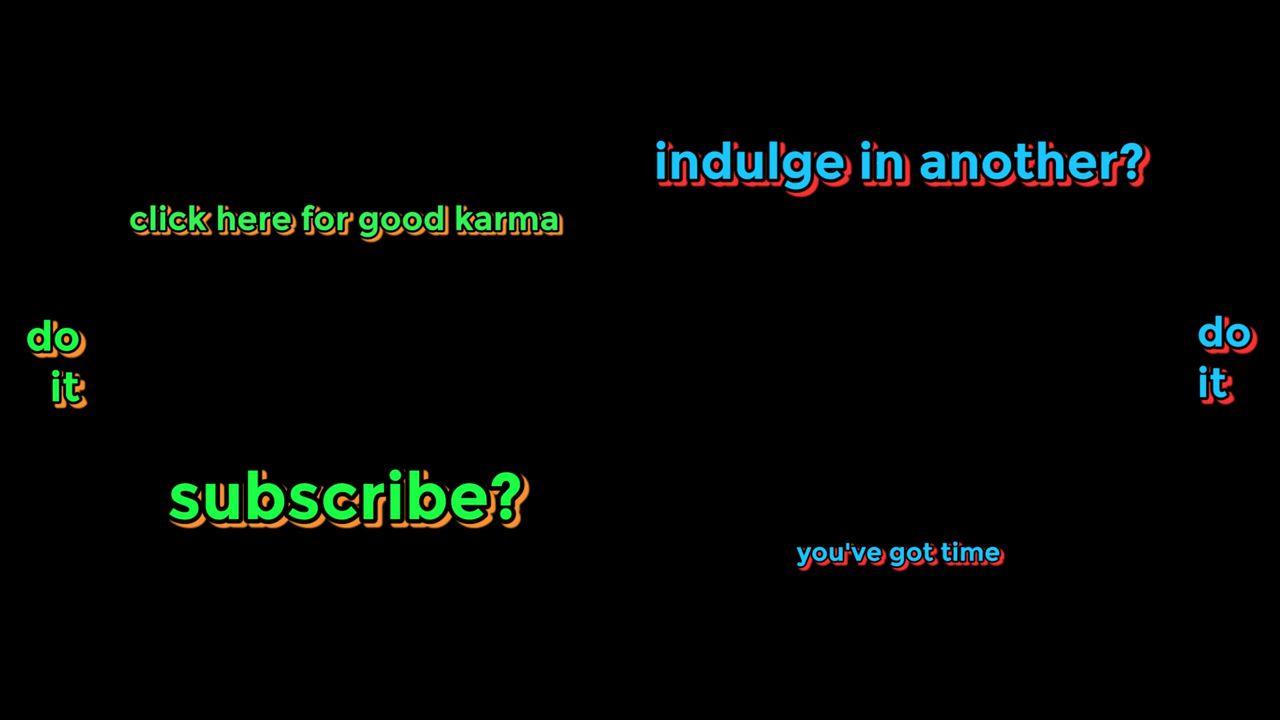 indulge in another?
click here for good karma
do
it
do
it
subscribe?
you've got time